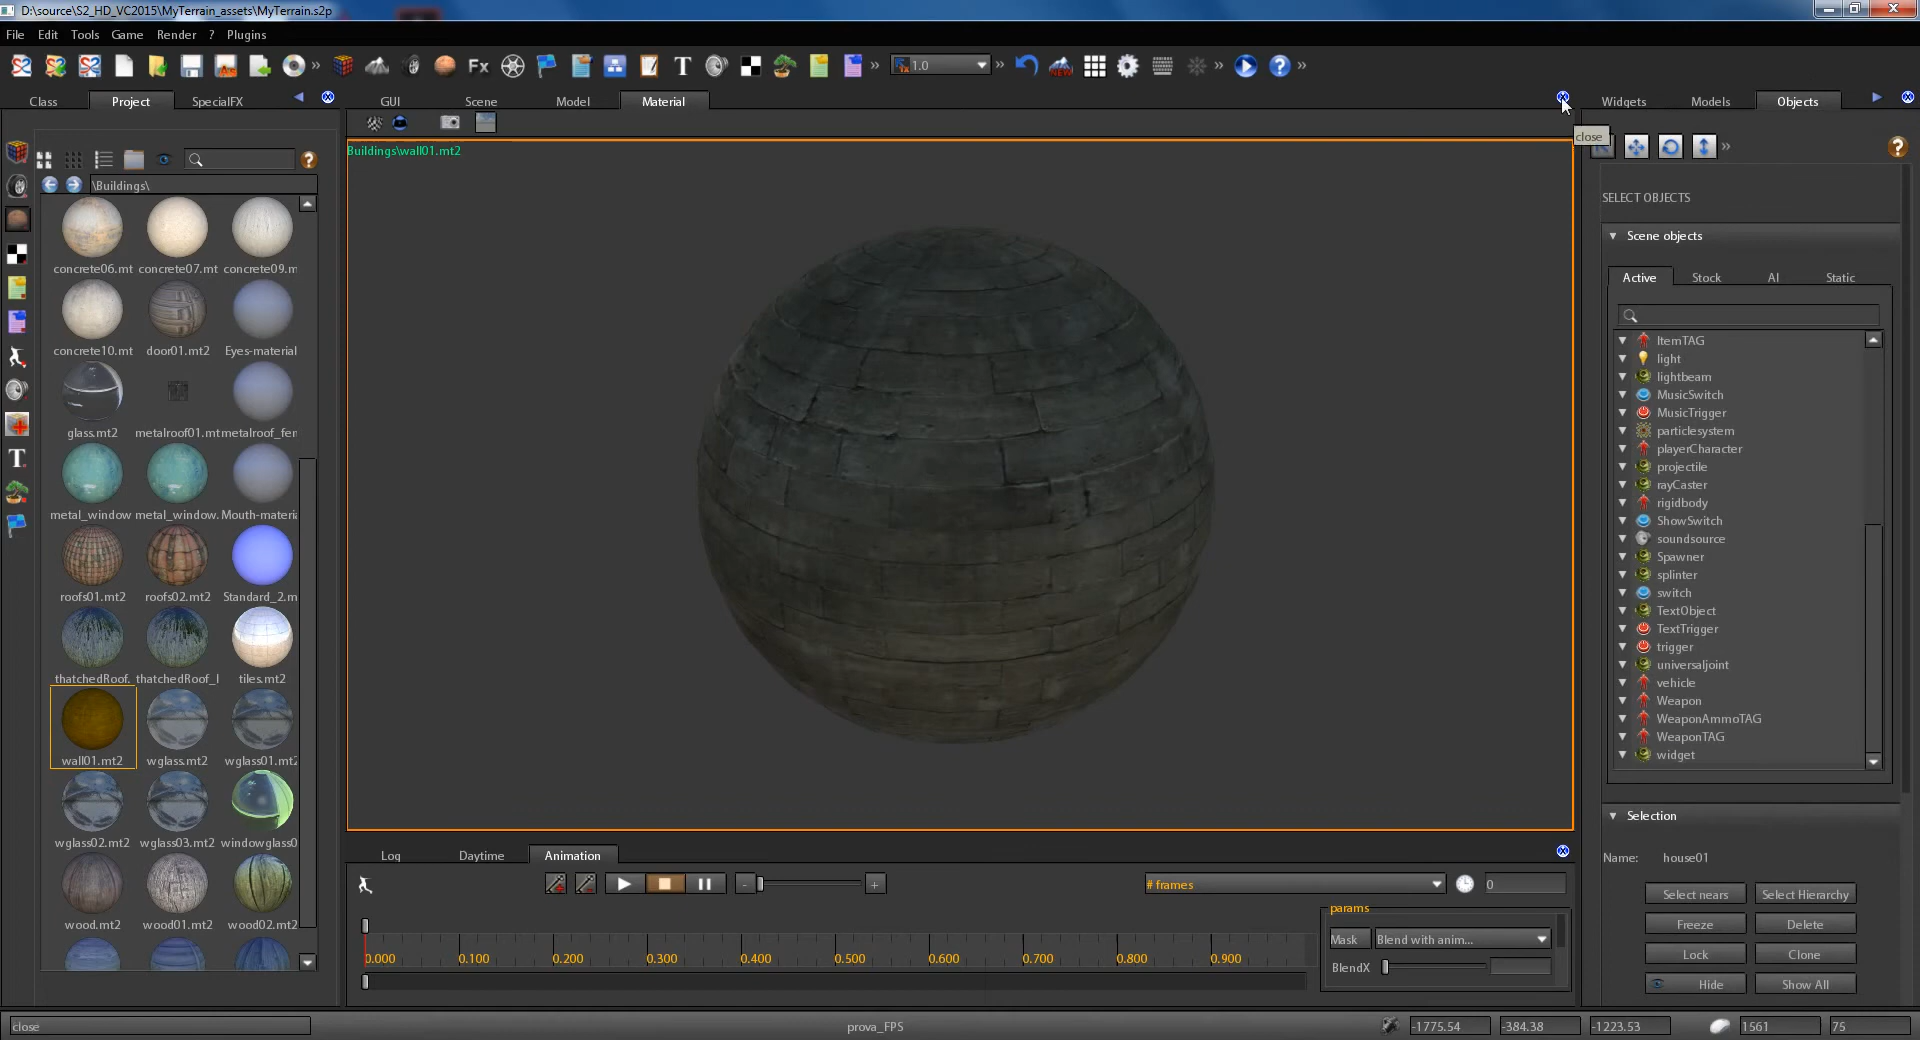 D:\source\S2_HD_VC2015\MyTerrain_assets\MyTerrain.s2p
File Edit Tools Game Render ? Plugins
Fx T 1.0
Class Project SpecialFX GUI Scene Model Material Widgets Models Objects
close
Buildings\wall01.mt2
\Buildings\
SELECT OBJECTS
Scene objects
Active Stock AI Static
concrete06.mt concrete07.mt concrete09.m
concrete10.mt door01.mt2 Eyes-material
glass.mt2 metalroof01.mt metalroof_fen
metal_window metal_window. Mouth-materia
roofs01.mt2 roofs02.mt2 Standard_2.m
thatchedRoof. thatchedRoof_l tiles.mt2
wall01.mt2 wglass.mt2 wglass01.mt2
wglass02.mt2 wglass03.mt2 windowglass0
wood.mt2 wood01.mt2 wood02.mt2
T
ItemTAG
light
lightbeam
MusicSwitch
MusicTrigger
particlesystem
playerCharacter
projectile
rayCaster
rigidbody
ShowSwitch
soundsource
Spawner
splinter
switch
TextObject
TextTrigger
trigger
universaljoint
vehicle
Weapon
WeaponAmmoTAG
WeaponTAG
widget
Selection
Name: house01
Select nears Select Hierarchy
Freeze Delete
Lock Clone
Hide Show All
Log Daytime Animation
- + # frames 0
params
Mask Blend with anim...
BlendX
0.000 0.100 0.200 0.300 0.400 0.500 0.600 0.700 0.800 0.900
close prova_FPS -1775.54 -384.38 -1223.53 1561 75